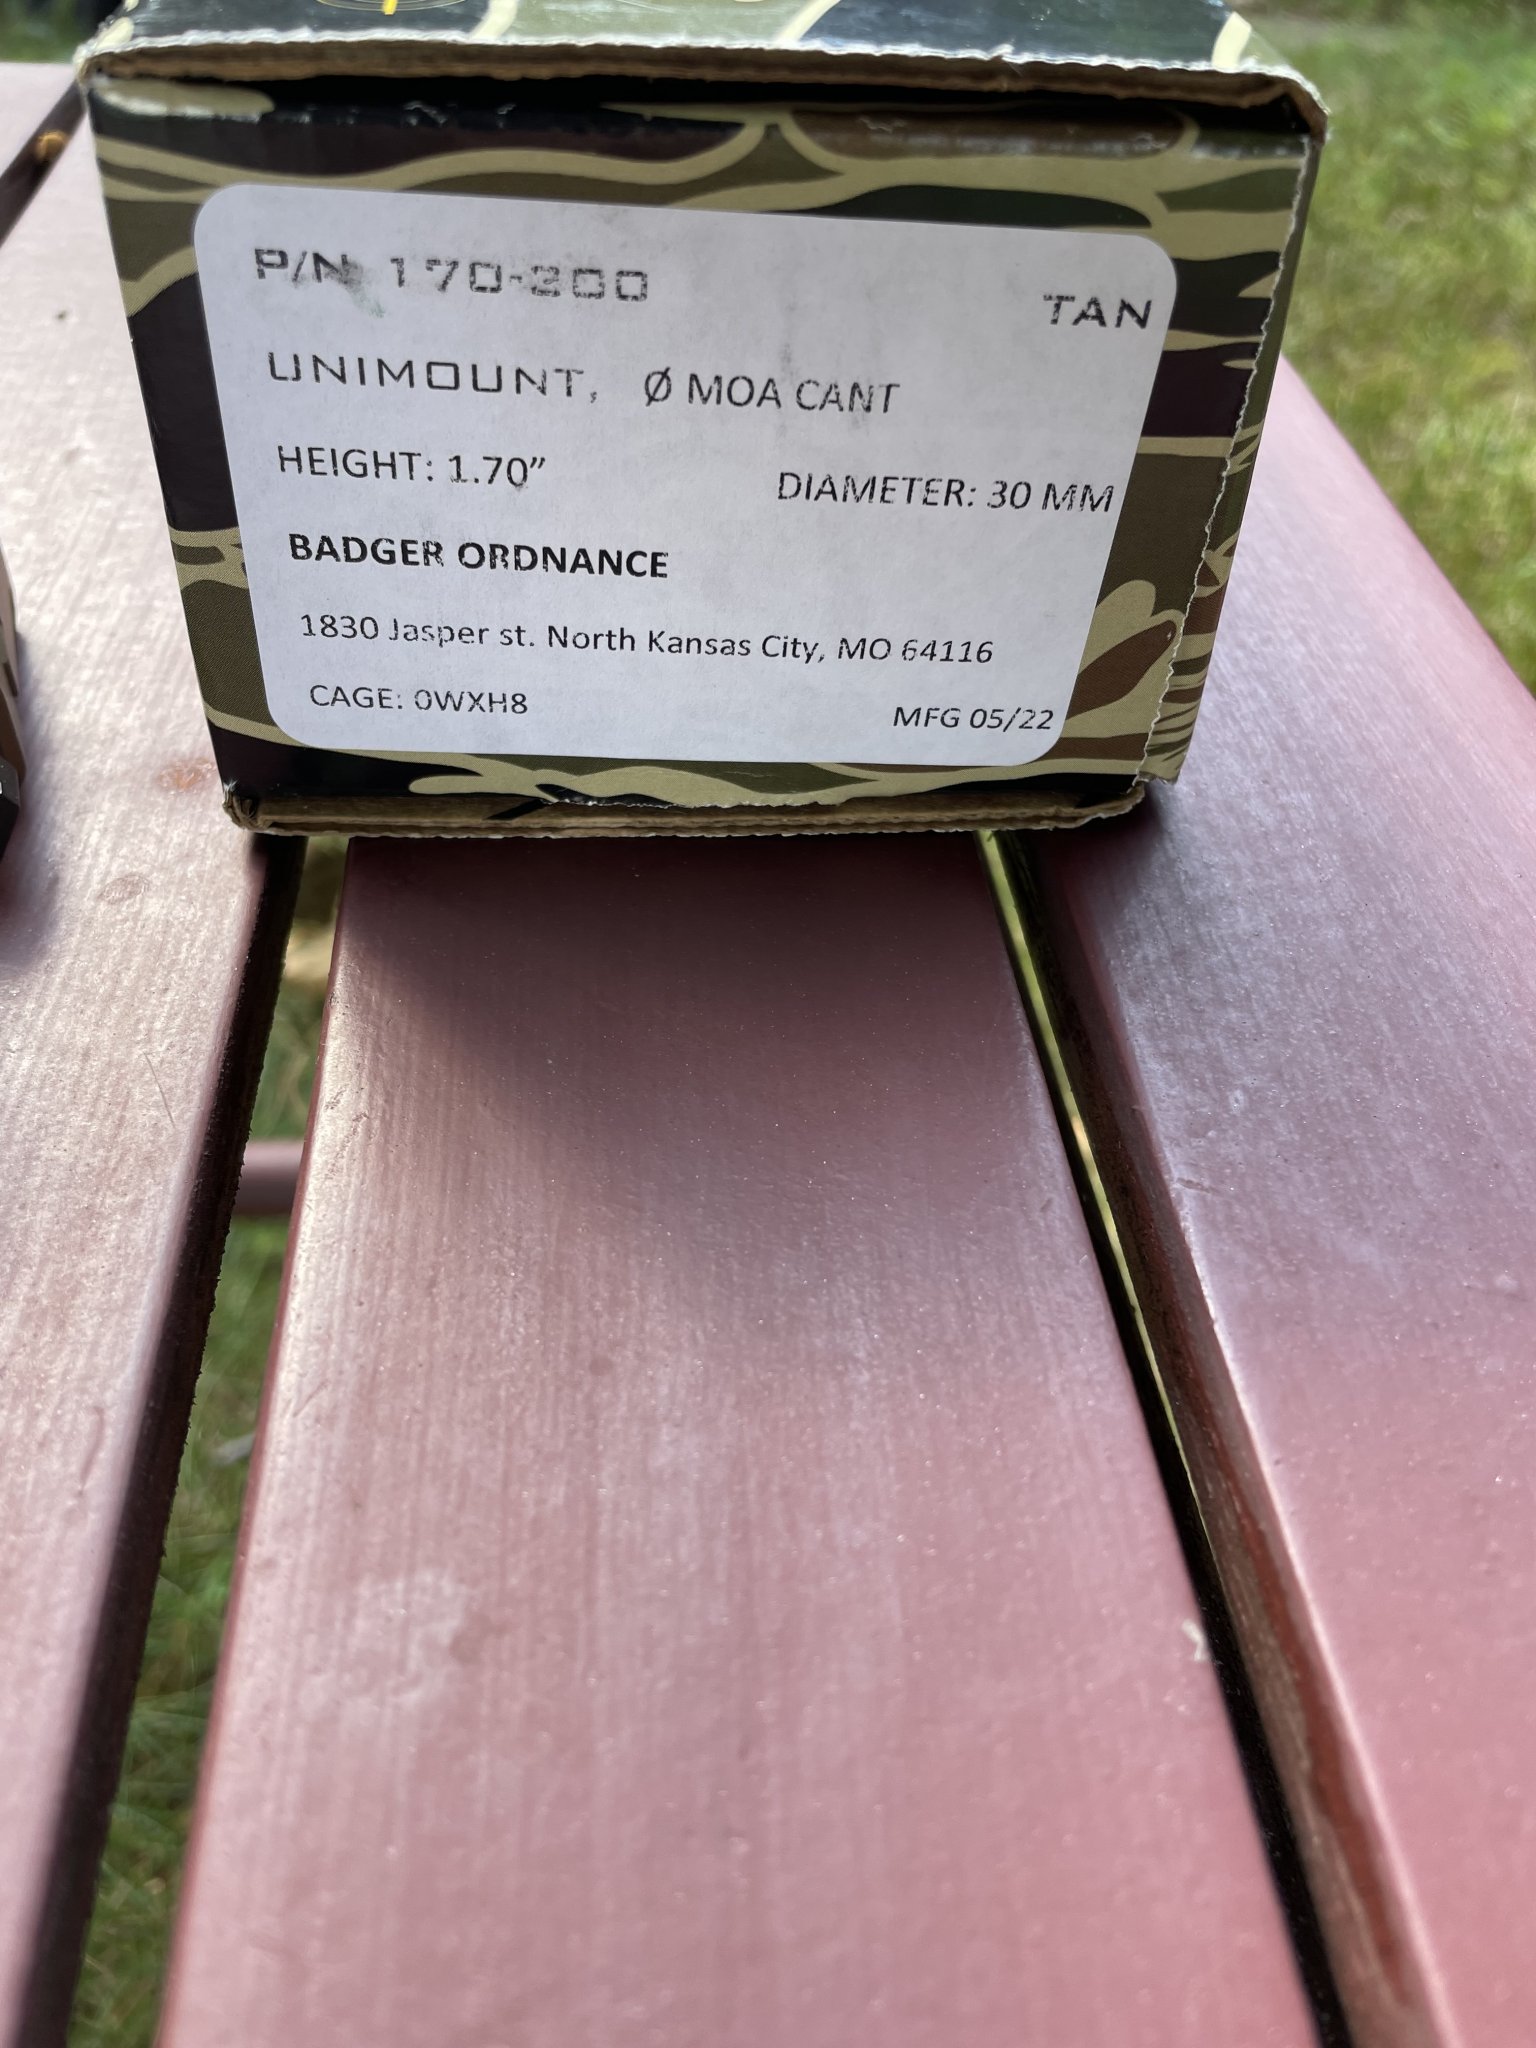 P/N 170-300 TAN
UNIMOUNT, Ø MOA CANT
HEIGHT: 1.70” DIAMETER: 30 MM
BADGER ORDNANCE
1830 Jasper st. North Kansas City, MO 64116
CAGE: 0WXH8 MFG 05/22